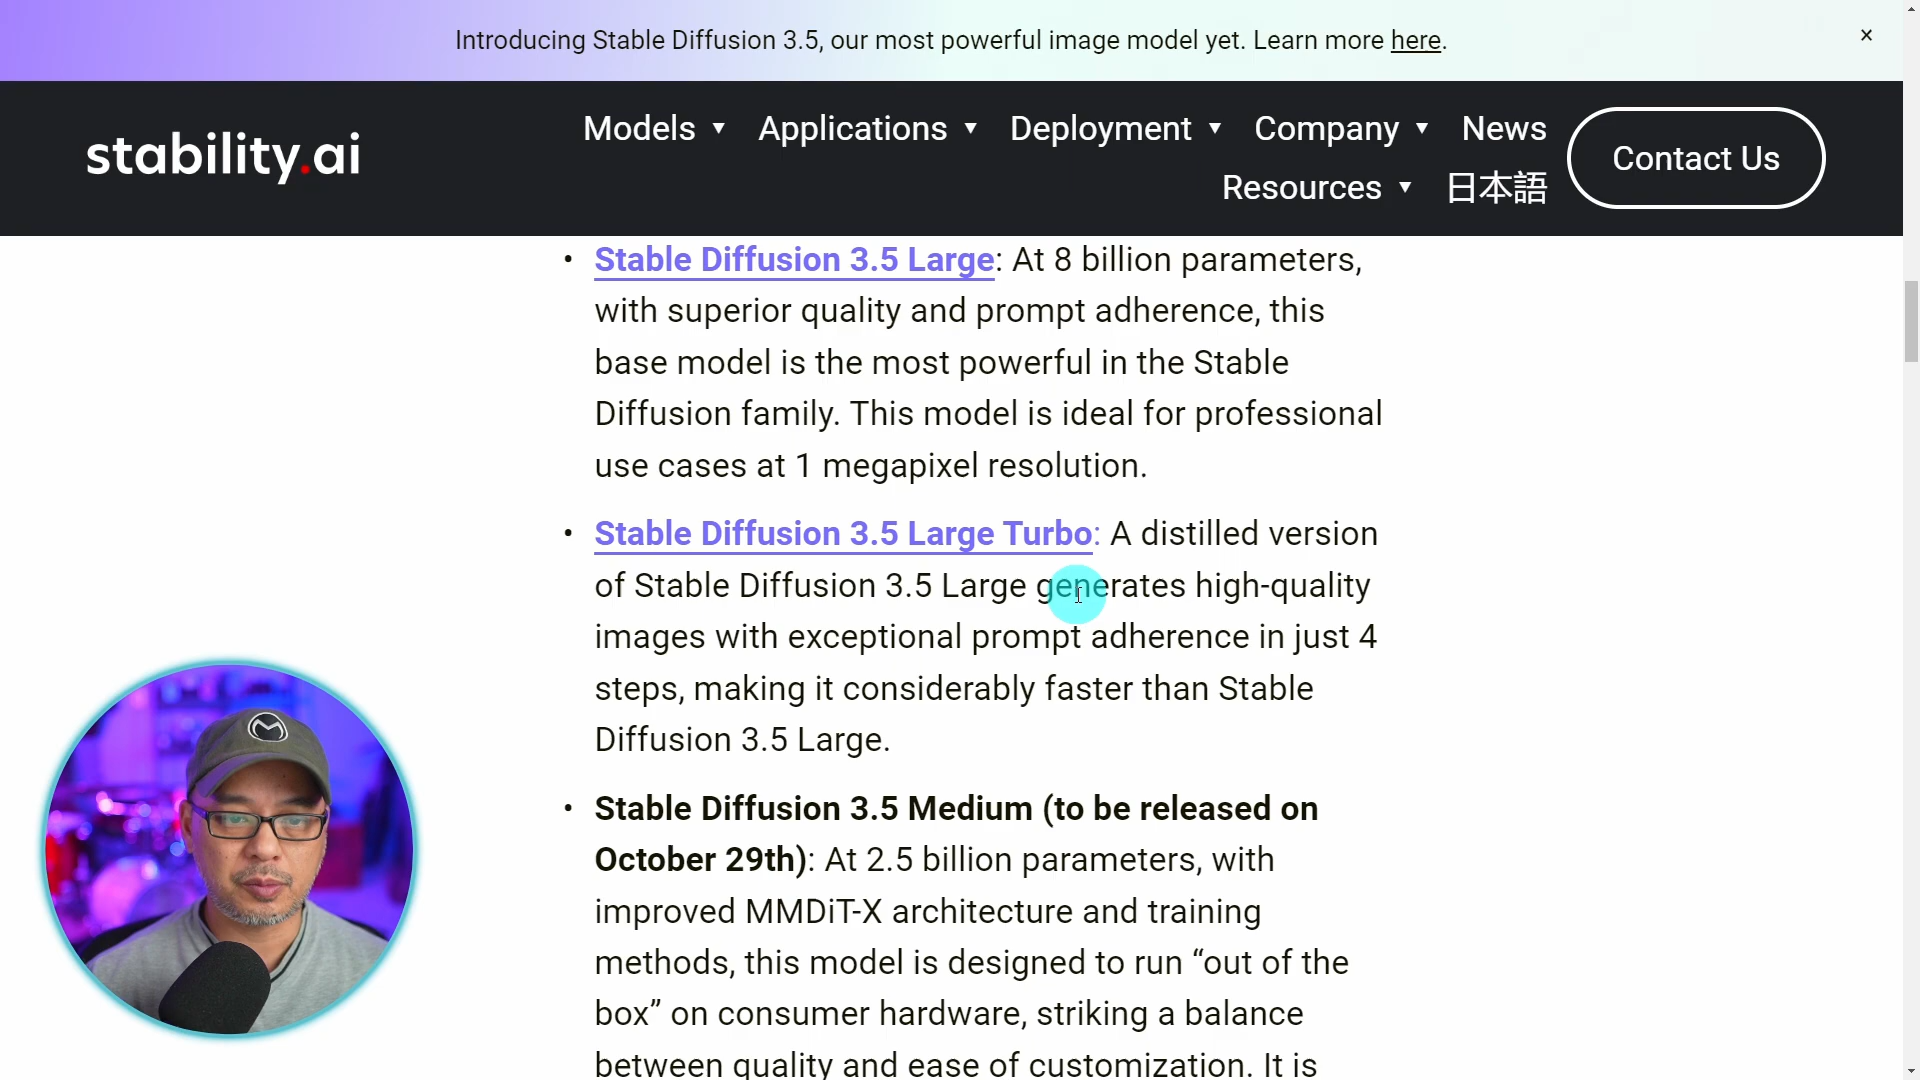 Introducing Stable Diffusion 3.5, our most powerful image model yet. Learn more here.
×
stability.ai
Models Applications Deployment Company News
Resources 日本語
Contact Us
• Stable Diffusion 3.5 Large: At 8 billion parameters,
with superior quality and prompt adherence, this
base model is the most powerful in the Stable
Diffusion family. This model is ideal for professional
use cases at 1 megapixel resolution.
• Stable Diffusion 3.5 Large Turbo: A distilled version
of Stable Diffusion 3.5 Large generates high-quality
images with exceptional prompt adherence in just 4
steps, making it considerably faster than Stable
Diffusion 3.5 Large.
• Stable Diffusion 3.5 Medium (to be released on
October 29th): At 2.5 billion parameters, with
improved MMDiT-X architecture and training
methods, this model is designed to run “out of the
box” on consumer hardware, striking a balance
between quality and ease of customization. It is